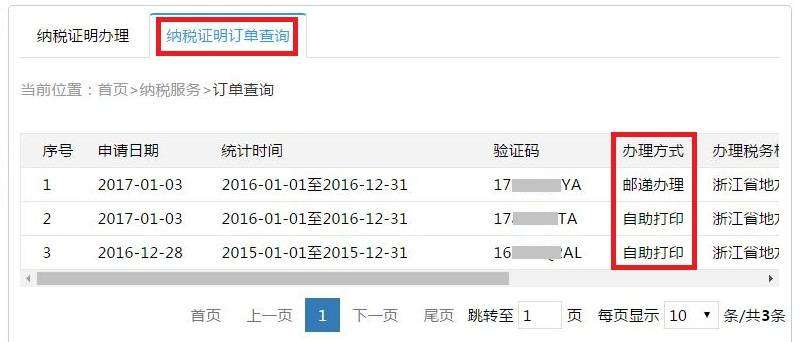 纳税证明办理 纳税证明订单查询
当前位置：首页>纳税服务>订单查询
序号 申请日期 统计时间 验证码 办理方式 办理税务
1 2017-01-03 2016-01-01至2016-12-31 17 YA 邮递办理 浙江省地
2 2017-01-03 2016-01-01至2016-12-31 17 TA 自助打印 浙江省地
3 2016-12-28 2015-01-01至2015-12-31 16 AL 自助打印 浙江省地
首页 上一页 1 下一页 尾页 跳转至 1 页 每页显示 10 条/共3条